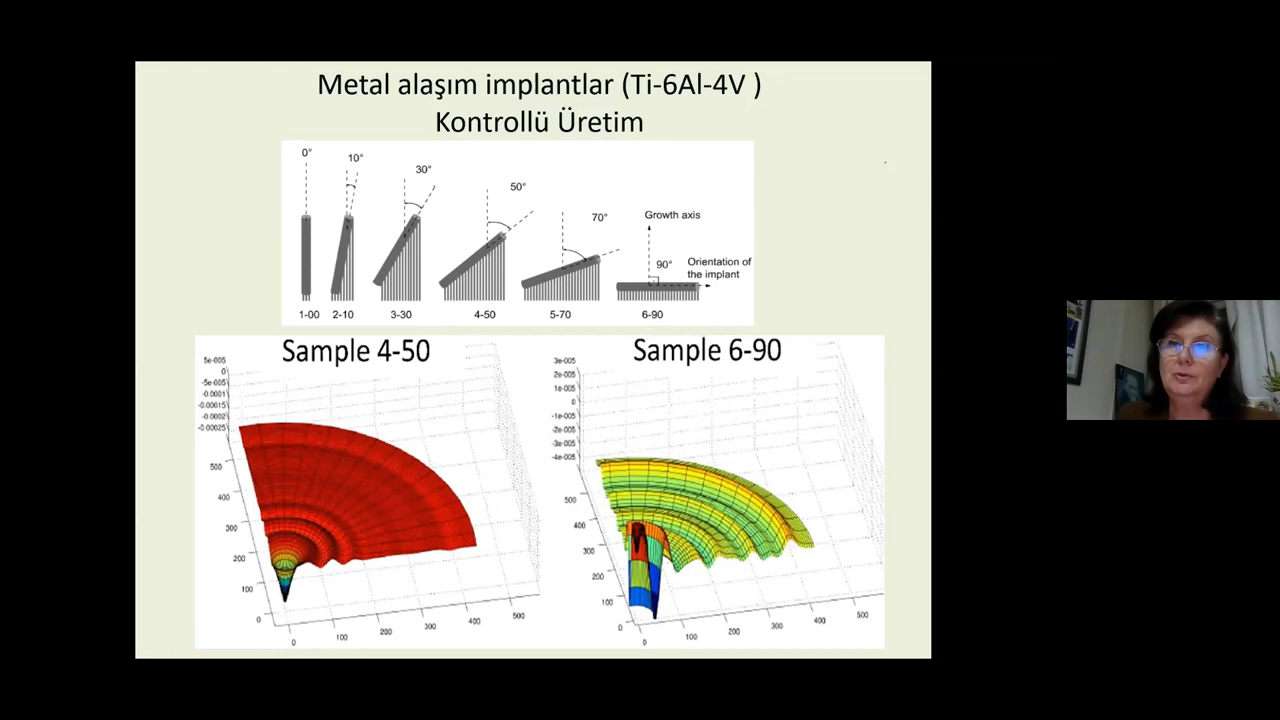 Metal alaşım implantlar (Ti-6Al-4V )
Kontrollü Üretim
0°
10°
30°
50°
70°
Growth axis
90°
Orientation of
the implant
1-00 2-10 3-30 4-50 5-70 6-90
Sample 4-50
5e-005
0
-5e-005
-0.0001
-0.00015
-0.0002
-0.00025
500
400
300
200
100
0
0 100 200 300 400 500
Sample 6-90
3e-005
2e-005
1e-005
0
-1e-005
-2e-005
-3e-005
-4e-005
500
400
300
200
100
0
0 100 200 300 400 500